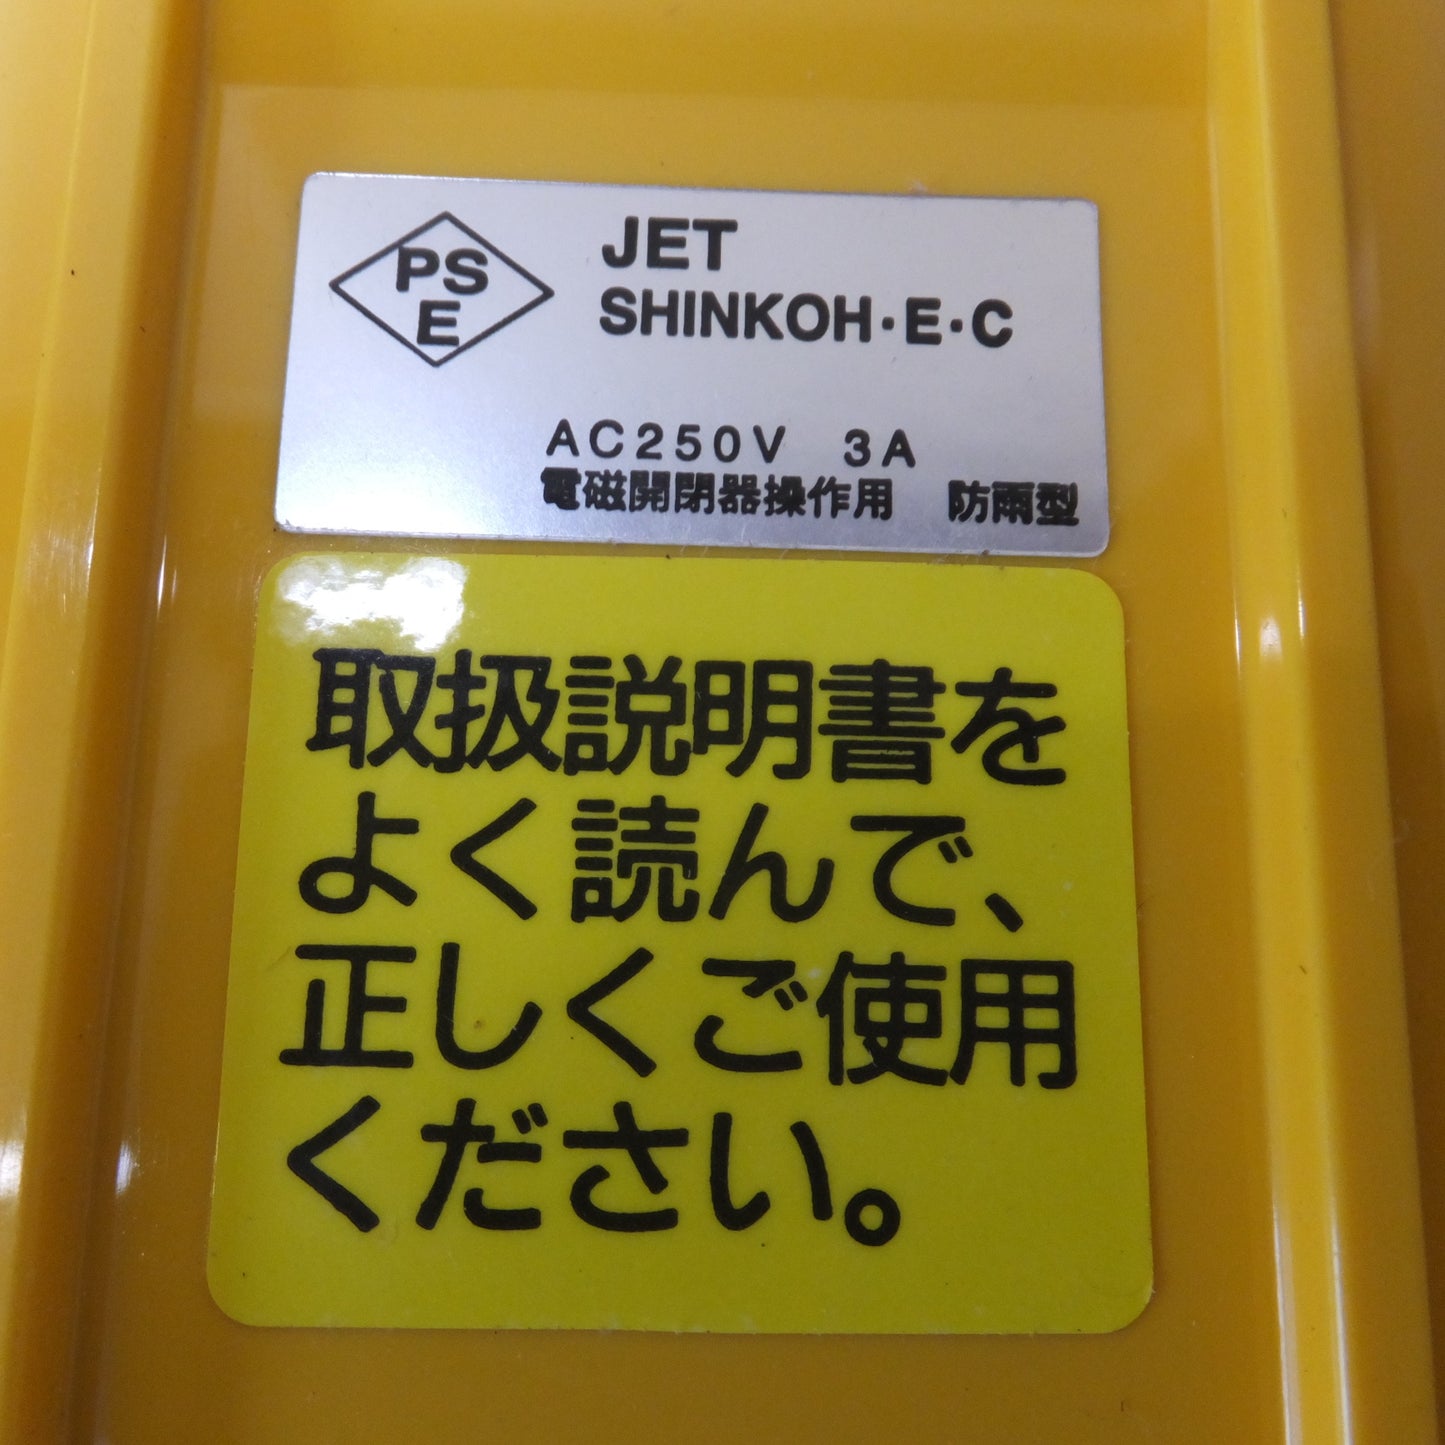 PS
E
JET
SHINKOH・E・C
AC250V 3A
電磁開閉器操作用 防雨型
取扱説明書を
よく読んで、
正しくご使用
ください。